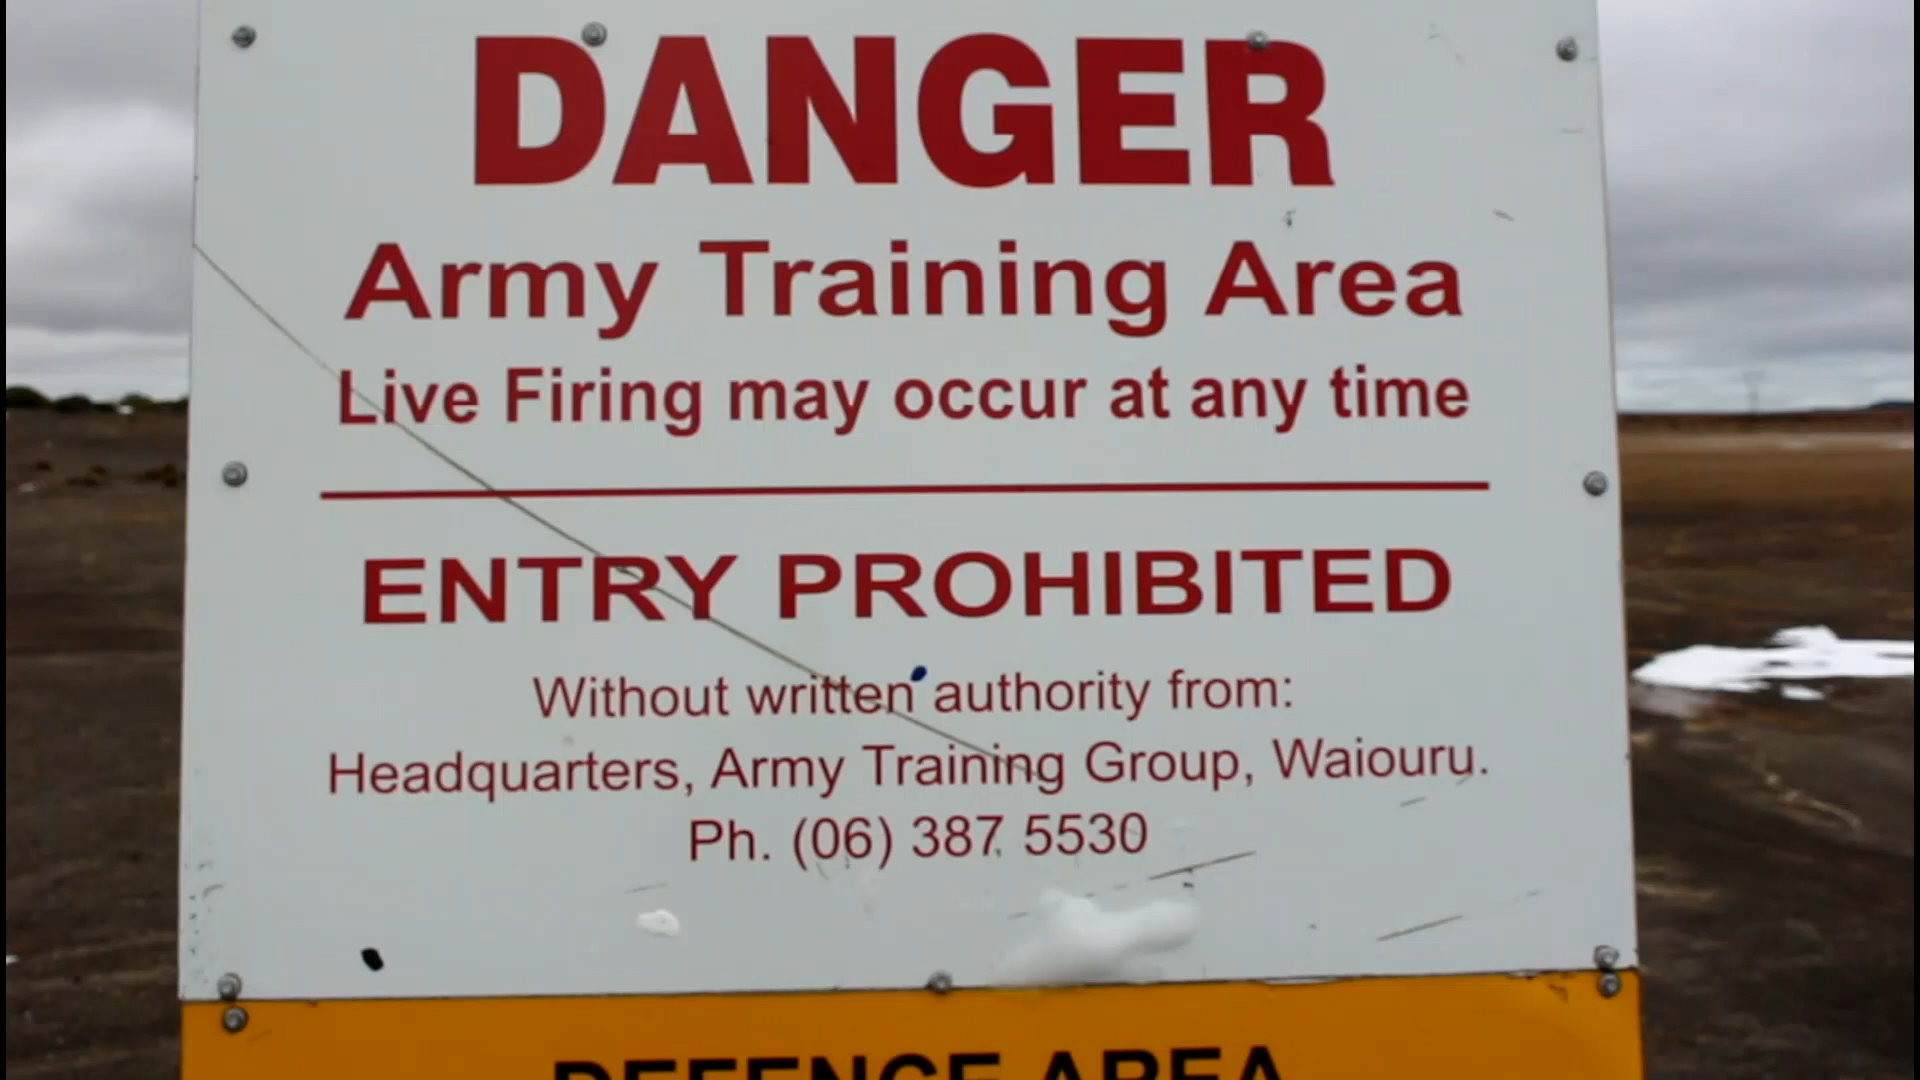 DANGER
Army Training Area
Live Firing may occur at any time
ENTRY PROHIBITED
Without written authority from:
Headquarters, Army Training Group, Waiouru.
Ph. (06) 387 5530
DEFENCE AREA